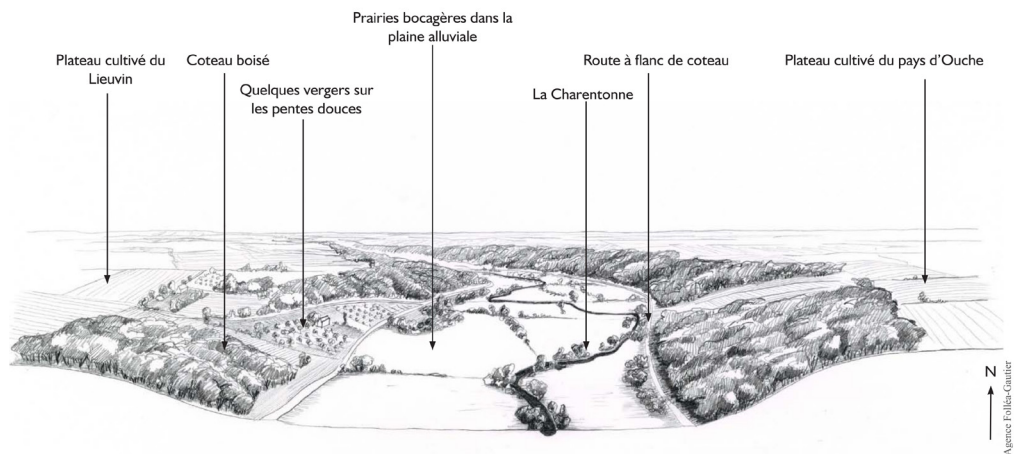 Prairies bocagères dans la
plaine alluviale
Plateau cultivé du
Lieuvin
Coteau boisé
Quelques vergers sur
les pentes douces
La Charentonne
Route à flanc de coteau
Plateau cultivé du pays d'Ouche
N
Agence Folléa-Gautier